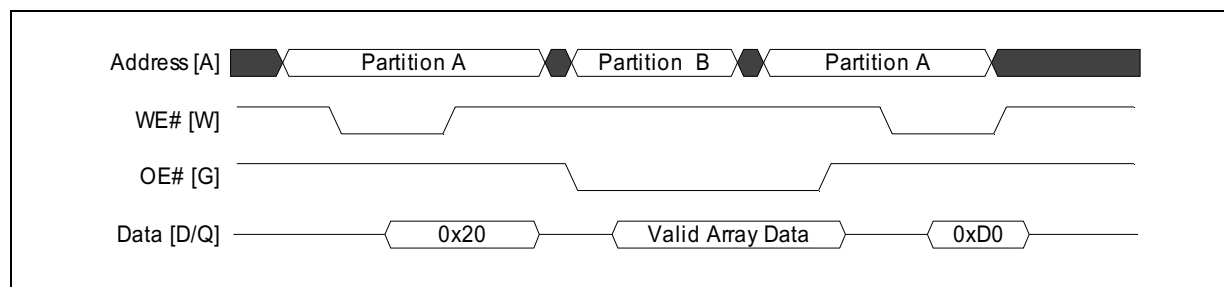 Address [A] Partition A Partition B Partition A
WE# [W]
OE# [G]
Data [D/Q] 0x20 Valid Array Data 0xD0